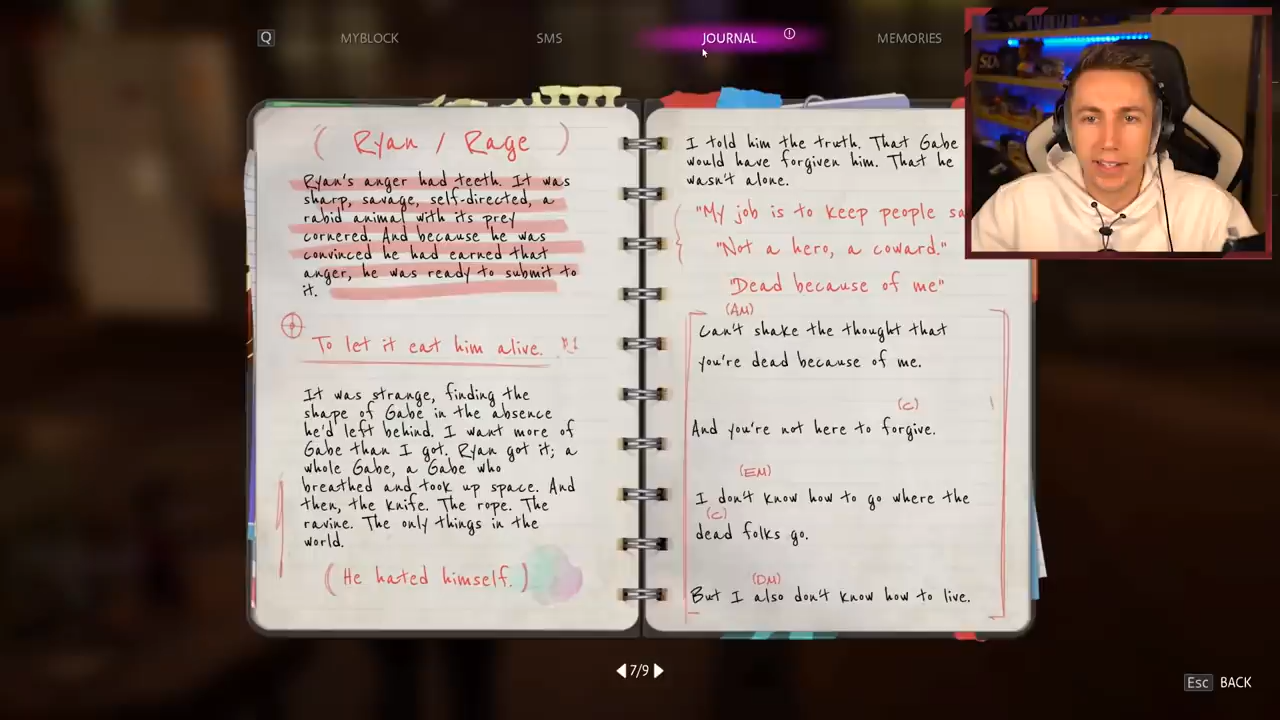 Q
MYBLOCK
SMS
JOURNAL
MEMORIES
( Ryan / Rage )
Ryan's anger had teeth. It was
sharp, savage, self-directed, a
rabid animal with its prey
cornered. And because he was
convinced he had earned that
anger, he was ready to submit to
it.
To let it eat him alive.
It was strange, finding the
shape of Gabe in the absence
he'd left behind. I want more of
Gabe than I got. Ryan got it; a
whole Gabe, a Gabe who
breathed and took up space. And
then, the knife. The rope. The
ravine. The only things in the
world.
( He hated himself. )
I told him the truth. That Gabe
would have forgiven him. That he
wasn't alone.
"My job is to keep people
"Not a hero, a coward."
"Dead because of me"
(AM)
Can't shake the thought that
you're dead because of me.
(C)
And you're not here to forgive.
(EM)
I don't know how to go where the
(C)
dead folks go.
(DM)
But I also don't know how to live.
7/9
Esc BACK